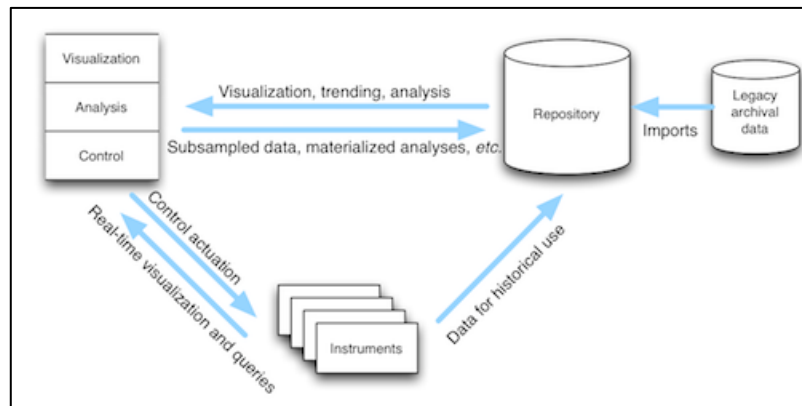 Visualization
Analysis
Control
Visualization, trending, analysis
Subsampled data, materialized analyses, etc.
Repository
Legacy
archival
data
Imports
Control actuation
Real-time visualization and queries
Instruments
Data for historical use